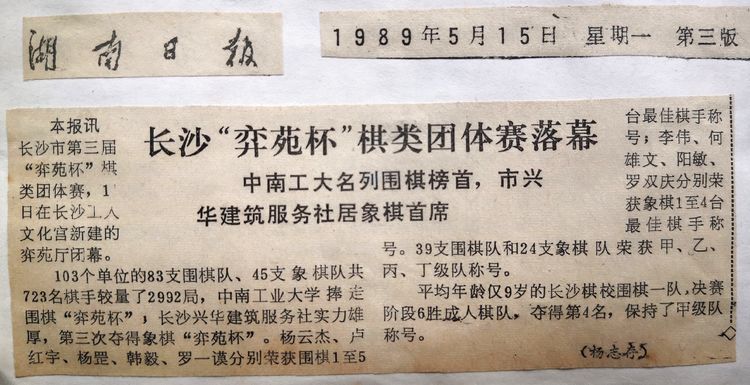 湖南日报
1989年5月15日 星期一 第三版
长沙“弈苑杯”棋类团体赛落幕
中南工大名列围棋榜首，市兴
华建筑服务社居象棋首席
本报讯
长沙市第三届
“弈苑杯”棋
类团体赛，1
日在长沙工人
文化宫新建的
弈苑厅闭幕。
103个单位的83支围棋队、45支象棋队共
723名棋手较量了2992局，中南工业大学捧走
围棋“弈苑杯”；长沙兴华建筑服务社实力雄
厚，第三次夺得象棋“弈苑杯”。杨云杰、卢
红宇、杨罡、韩毅、罗一谟分别荣获围棋1至5
台最佳棋手称
号；李伟、何
雄文、阳敏、
罗双庆分别荣
获象棋1至4台
最佳棋手称
号。39支围棋队和24支象棋队荣获甲、乙、
丙、丁级队称号。
平均年龄仅9岁的长沙棋校围棋一队，决赛
阶段6胜成人棋队，夺得第4名，保持了甲级队
称号。
（杨志存）